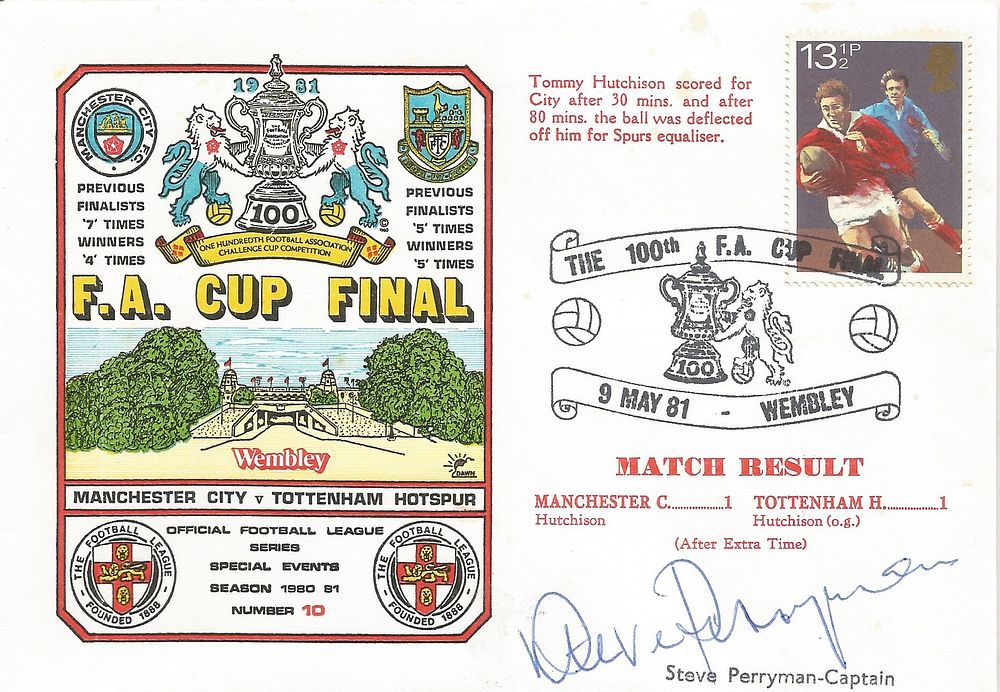 1981
MANCHESTER CITY F.C.
100
ONE HUNDREDTH FOOTBALL ASSOCIATION
CHALLENGE CUP COMPETITION
PREVIOUS
FINALISTS
'7' TIMES
WINNERS
'4' TIMES
PREVIOUS
FINALISTS
'5' TIMES
WINNERS
'5' TIMES
F.A. CUP FINAL
Wembley
DAWN
MANCHESTER CITY v TOTTENHAM HOTSPUR
THE FOOTBALL LEAGUE
FOUNDED 1888
OFFICIAL FOOTBALL LEAGUE
SERIES
SPECIAL EVENTS
SEASON 1980 81
NUMBER 10
THE FOOTBALL LEAGUE
FOUNDED 1888
Tommy Hutchison scored for
City after 30 mins. and after
80 mins. the ball was deflected
off him for Spurs equaliser.
13½P
THE 100th F.A. CUP FINAL
100
9 MAY 81 - WEMBLEY
MATCH RESULT
MANCHESTER C...................1 TOTTENHAM H.................1
Hutchison Hutchison (o.g.)
(After Extra Time)
Steve Perryman
Steve Perryman-Captain